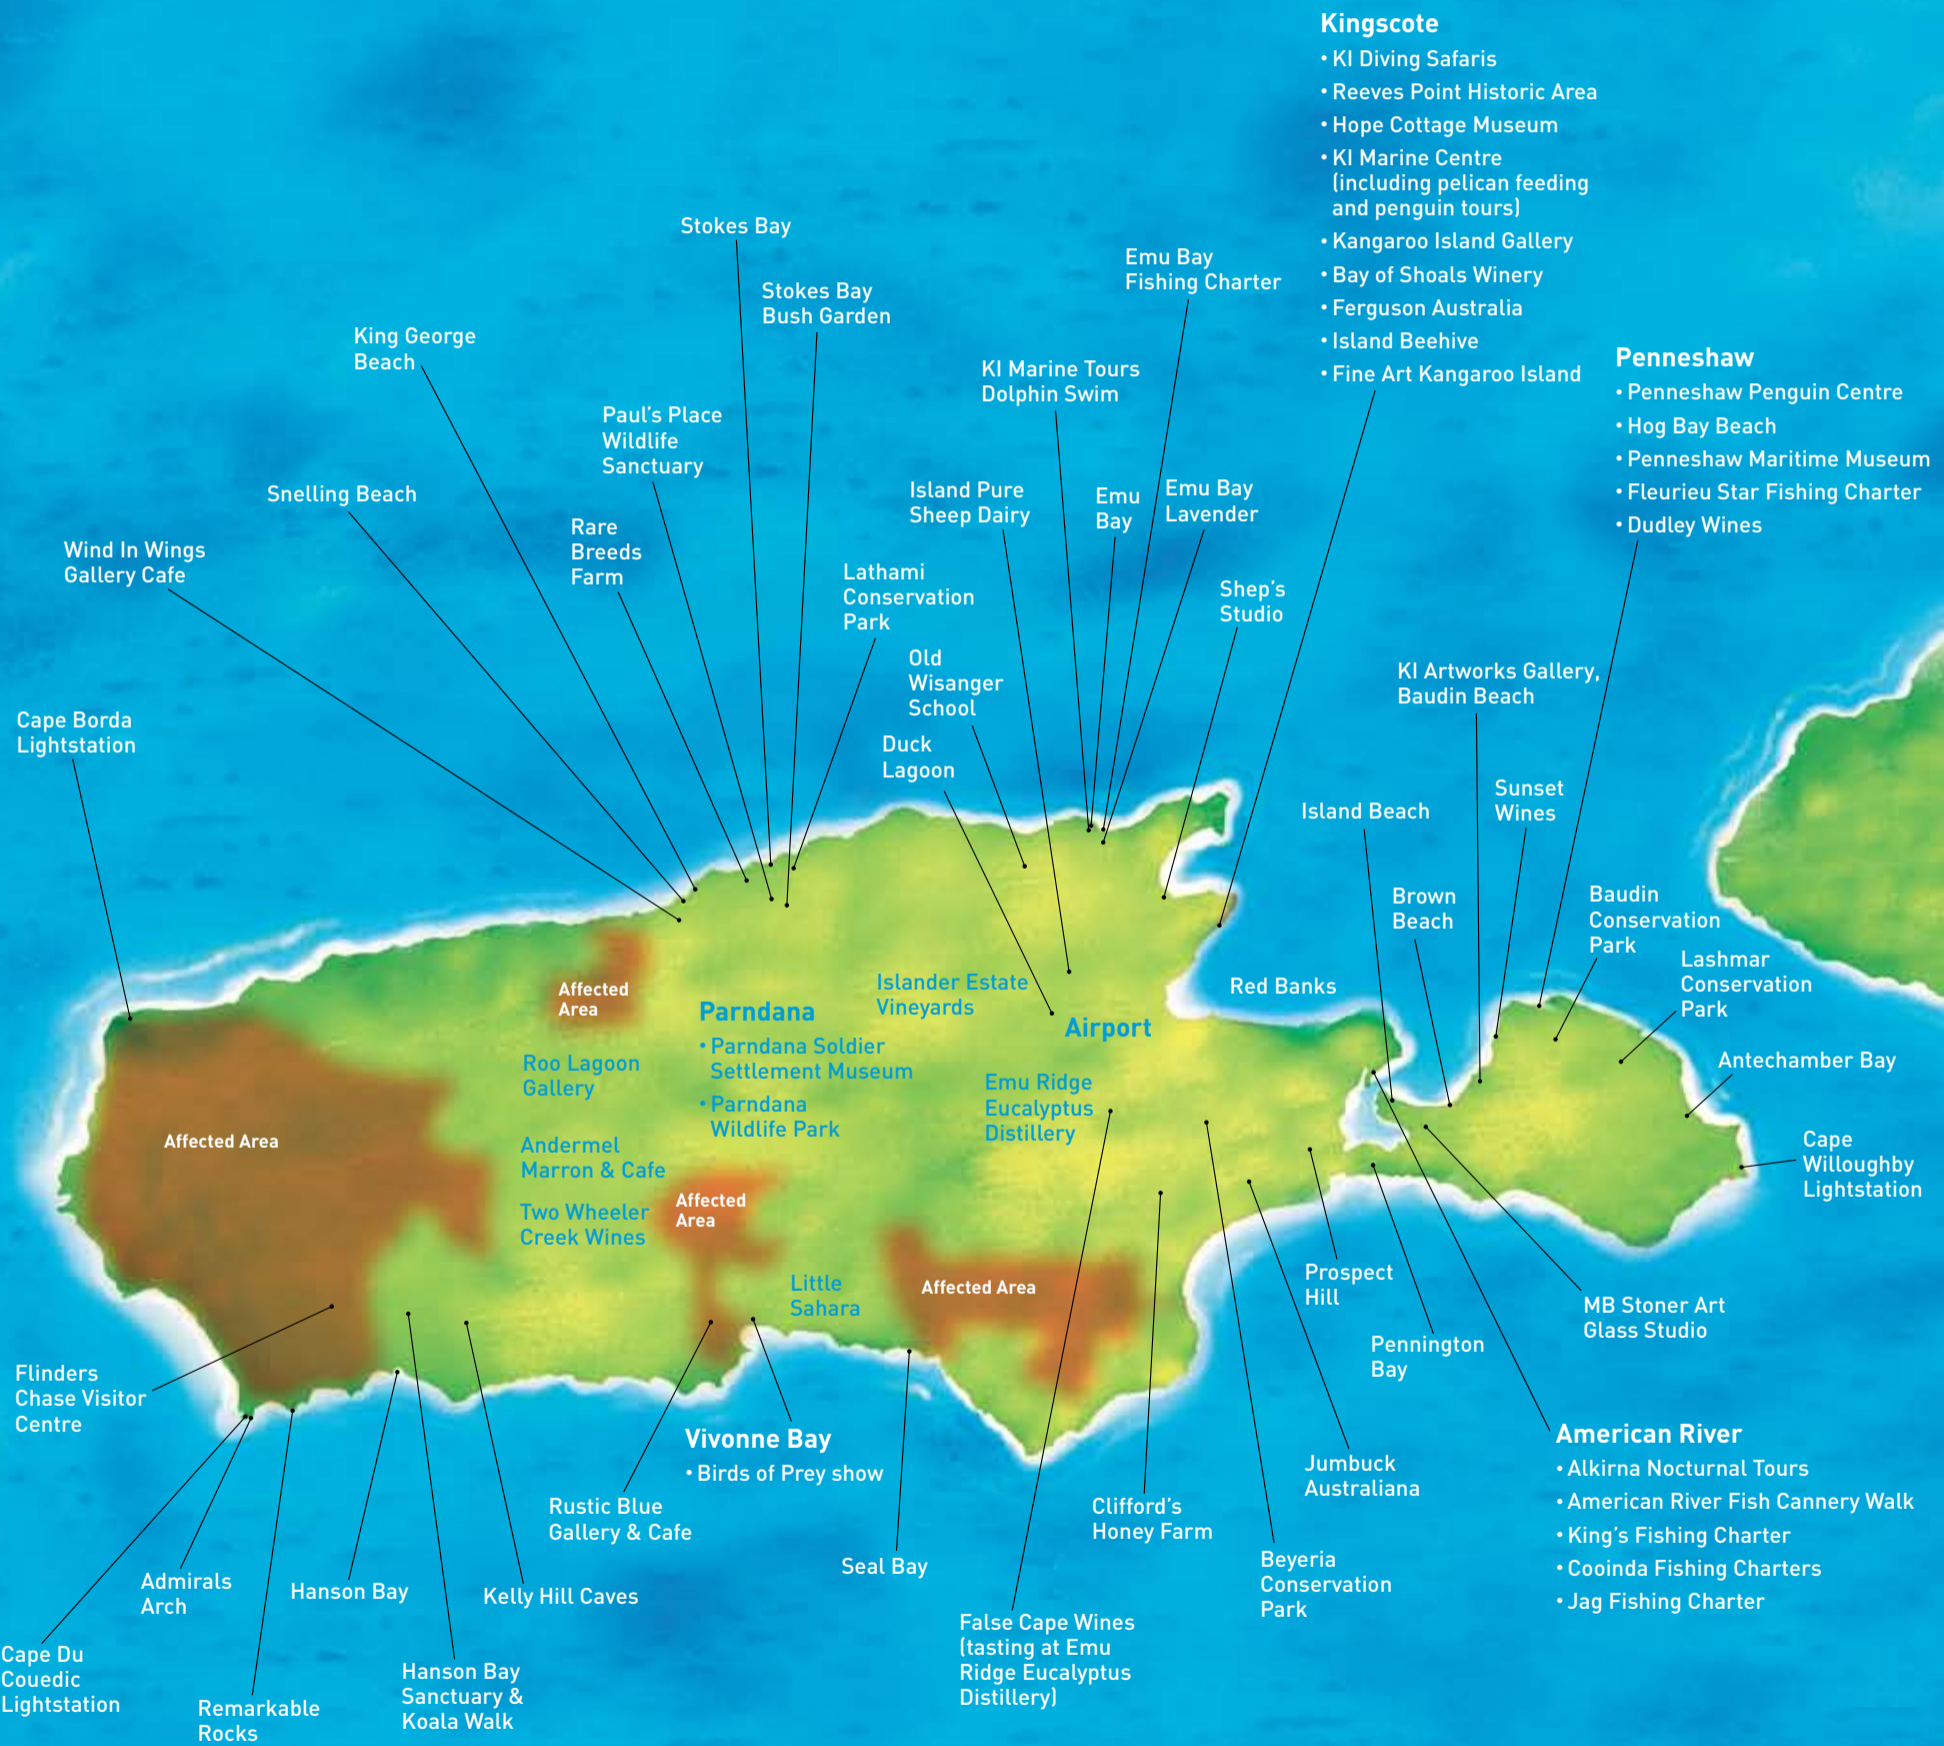 Kingscote
• KI Diving Safaris
• Reeves Point Historic Area
• Hope Cottage Museum
• KI Marine Centre
(including pelican feeding
and penguin tours)
• Kangaroo Island Gallery
• Bay of Shoals Winery
• Ferguson Australia
• Island Beehive
• Fine Art Kangaroo Island
Penneshaw
• Penneshaw Penguin Centre
• Hog Bay Beach
• Penneshaw Maritime Museum
• Fleurieu Star Fishing Charter
• Dudley Wines
Stokes Bay
Stokes Bay
Bush Garden
Emu Bay
Fishing Charter
King George
Beach
KI Marine Tours
Dolphin Swim
Paul's Place
Wildlife
Sanctuary
Snelling Beach
Rare
Breeds
Farm
Island Pure
Sheep Dairy
Emu
Bay
Emu Bay
Lavender
Wind In Wings
Gallery Cafe
Lathami
Conservation
Park
Shep's
Studio
Old
Wisanger
School
Duck
Lagoon
KI Artworks Gallery,
Baudin Beach
Cape Borda
Lightstation
Sunset
Wines
Island Beach
Brown
Beach
Baudin
Conservation
Park
Lashmar
Conservation
Park
Red Banks
Antechamber Bay
Cape
Willoughby
Lightstation
Affected
Area
Islander Estate
Vineyards
Parndana
• Parndana Soldier
Settlement Museum
• Parndana
Wildlife Park
Airport
Roo Lagoon
Gallery
Emu Ridge
Eucalyptus
Distillery
Affected Area
Andermel
Marron & Cafe
Two Wheeler
Creek Wines
Affected
Area
Little
Sahara
Affected Area
Prospect
Hill
MB Stoner Art
Glass Studio
Pennington
Bay
Flinders
Chase Visitor
Centre
Vivonne Bay
• Birds of Prey show
American River
• Alkirna Nocturnal Tours
• American River Fish Cannery Walk
• King's Fishing Charter
• Cooinda Fishing Charters
• Jag Fishing Charter
Jumbuck
Australiana
Rustic Blue
Gallery & Cafe
Clifford's
Honey Farm
Seal Bay
Beyeria
Conservation
Park
Admirals
Arch
Hanson Bay
Kelly Hill Caves
False Cape Wines
(tasting at Emu
Ridge Eucalyptus
Distillery)
Cape Du
Couedic
Lightstation
Remarkable
Rocks
Hanson Bay
Sanctuary &
Koala Walk